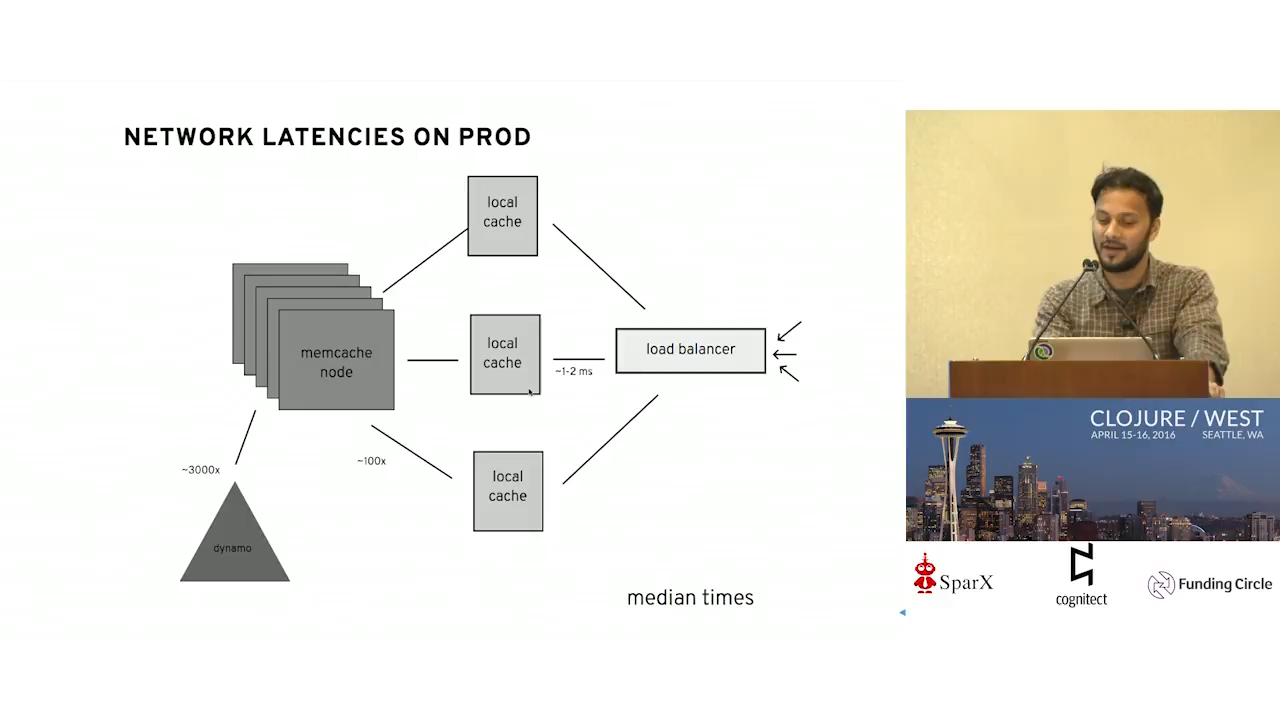 NETWORK LATENCIES ON PROD
local
cache
memcache
node
local
cache
~1-2 ms
load balancer
~3000x
~100x
local
cache
dynamo
median times
CLOJURE / WEST
APRIL 15-16, 2016 SEATTLE, WA
SparX
cognitect
Funding Circle